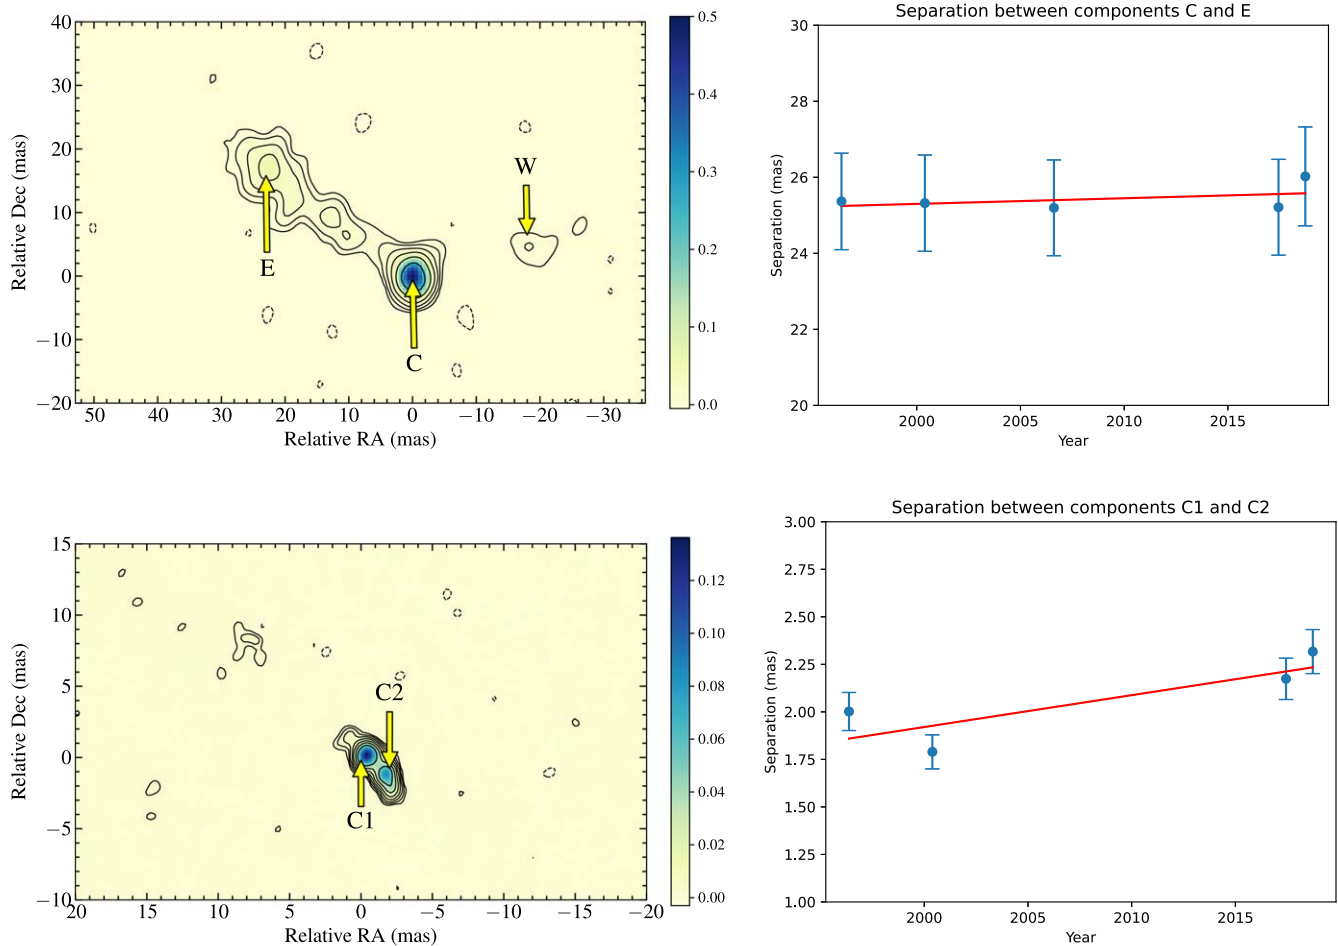 40
30
20
10
0
−10
−20
50 40 30 20 10 0 −10 −20 −30
Relative RA (mas)
Relative Dec (mas)
E
C
W
0.5
0.4
0.3
0.2
0.1
0.0
Separation between components C and E
30
28
26
24
22
20
Separation (mas)
2000 2005 2010 2015
Year
15
10
5
0
−5
−10
20 15 10 5 0 −5 −10 −15 −20
Relative RA (mas)
Relative Dec (mas)
C2
C1
0.12
0.10
0.08
0.06
0.04
0.02
0.00
Separation between components C1 and C2
3.00
2.75
2.50
2.25
2.00
1.75
1.50
1.25
1.00
Separation (mas)
2000 2005 2010 2015
Year